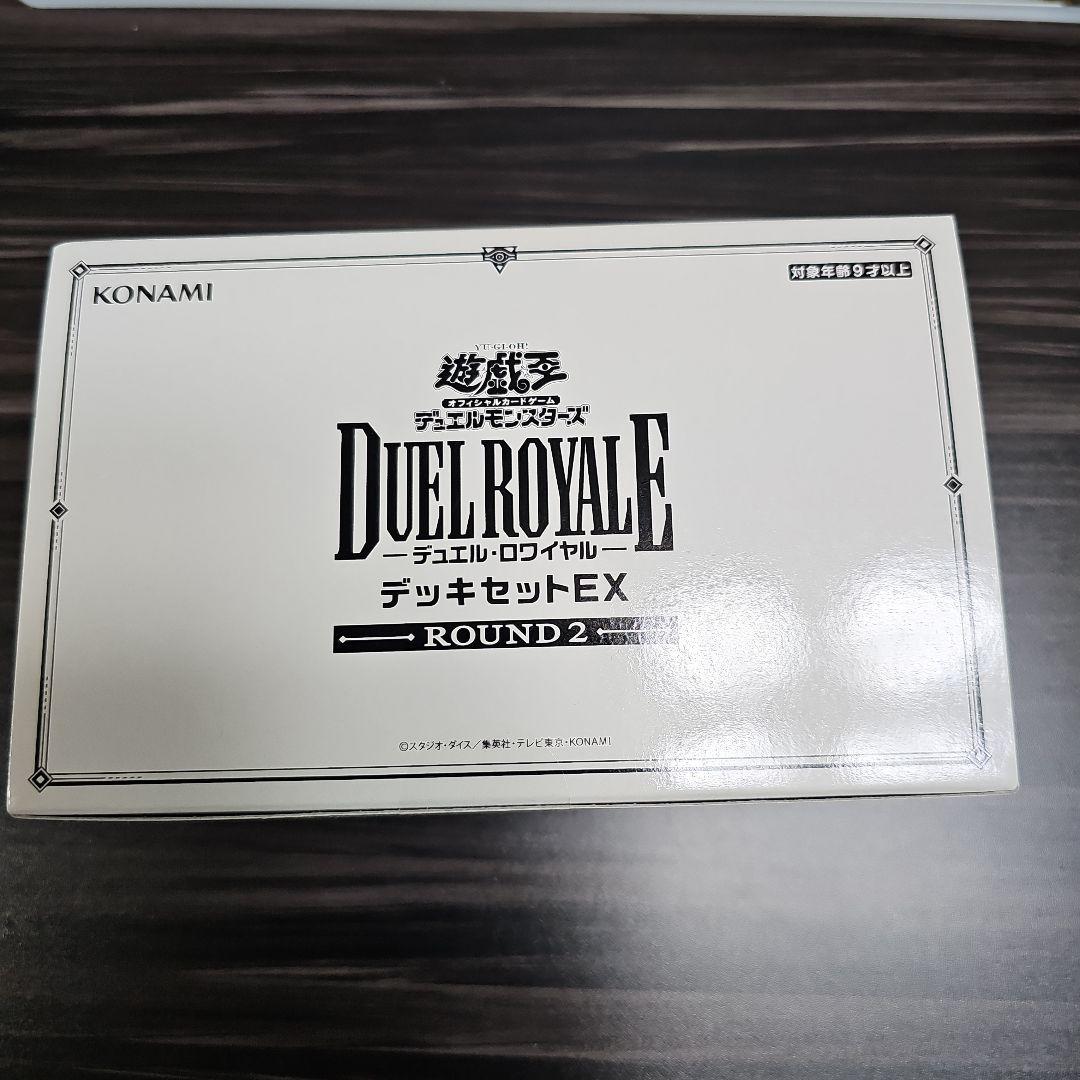 KONAMI
対象年齢9才以上
YU-GI-OH!
遊戯王
オフィシャルカードゲーム
デュエルモンスターズ
DUEL ROYALE
―デュエル・ロワイヤル―
デッキセットEX
ROUND 2
©スタジオ・ダイス／集英社・テレビ東京・KONAMI